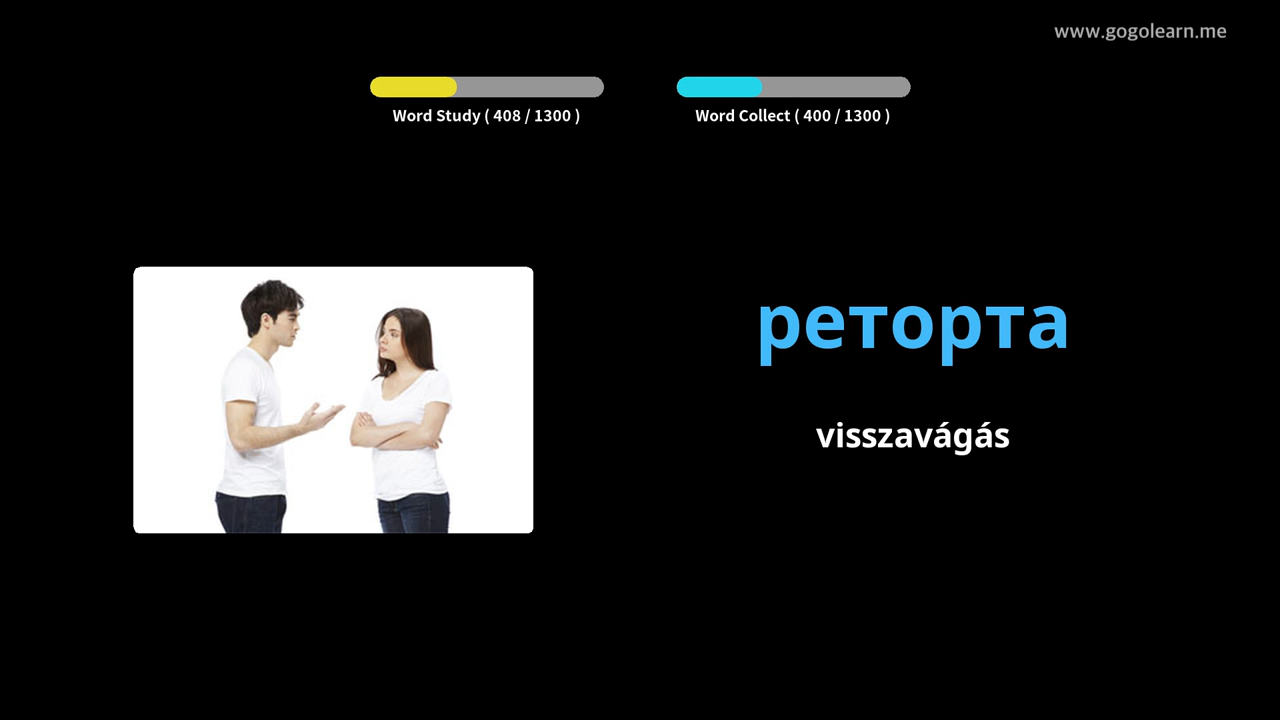 www.gogolearn.me
Word Study ( 408 / 1300 )
Word Collect ( 400 / 1300 )
реторта
visszavágás